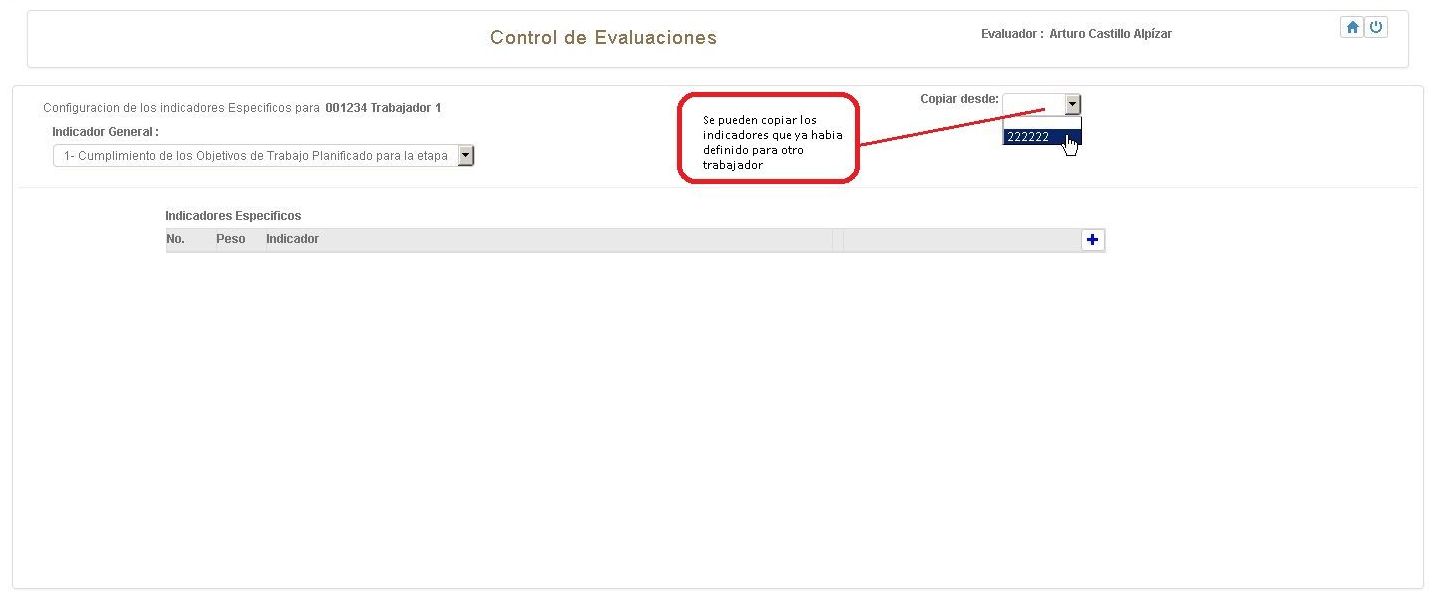 Control de Evaluaciones
Evaluador : Arturo Castillo Alpízar
Configuracion de los indicadores Especificos para 001234 Trabajador 1
Copiar desde:
222222
Indicador General :
1- Cumplimiento de los Objetivos de Trabajo Planificado para la etapa
Se pueden copiar los
indicadores que ya habia
definido para otro
trabajador
Indicadores Especificos
No. Peso Indicador